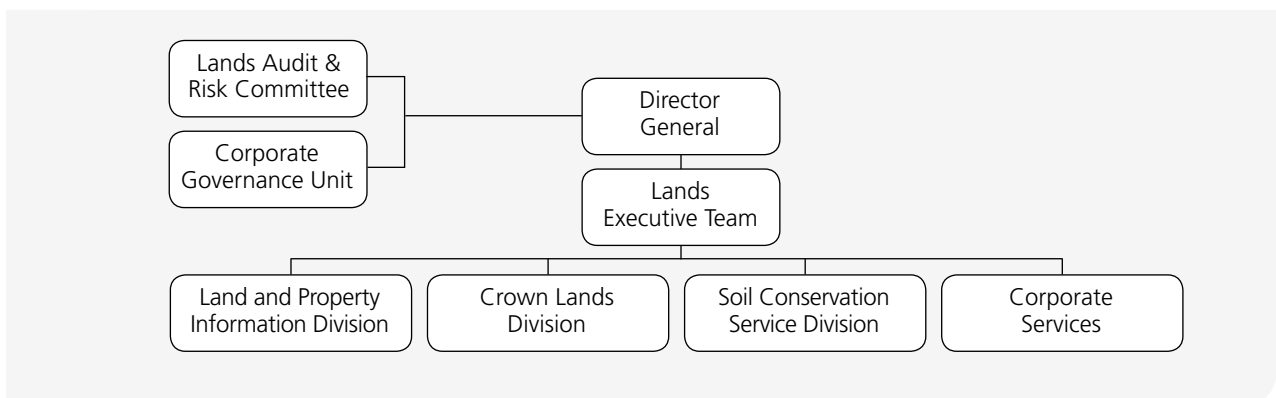 Lands Audit &
Risk Committee
Corporate
Governance Unit
Director
General
Lands
Executive Team
Land and Property
Information Division
Crown Lands
Division
Soil Conservation
Service Division
Corporate
Services